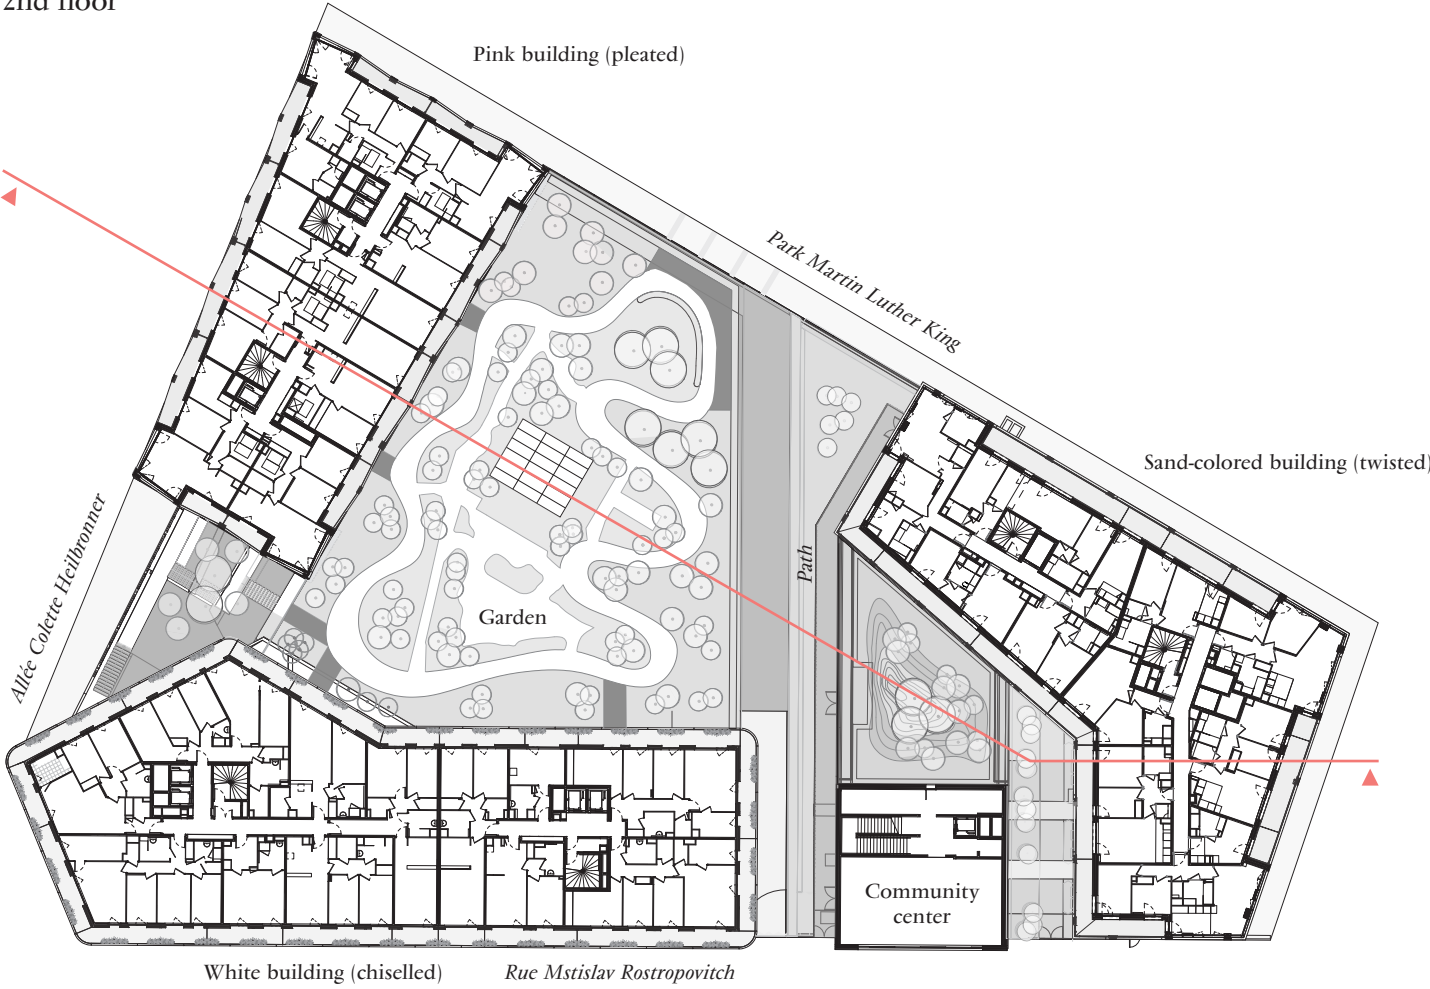 2nd floor
Pink building (pleated)
Park Martin Luther King
Sand-colored building (twisted)
Allée Colette Heilbronner
Path
Garden
Community
center
White building (chiselled)
Rue Mstislav Rostropovitch